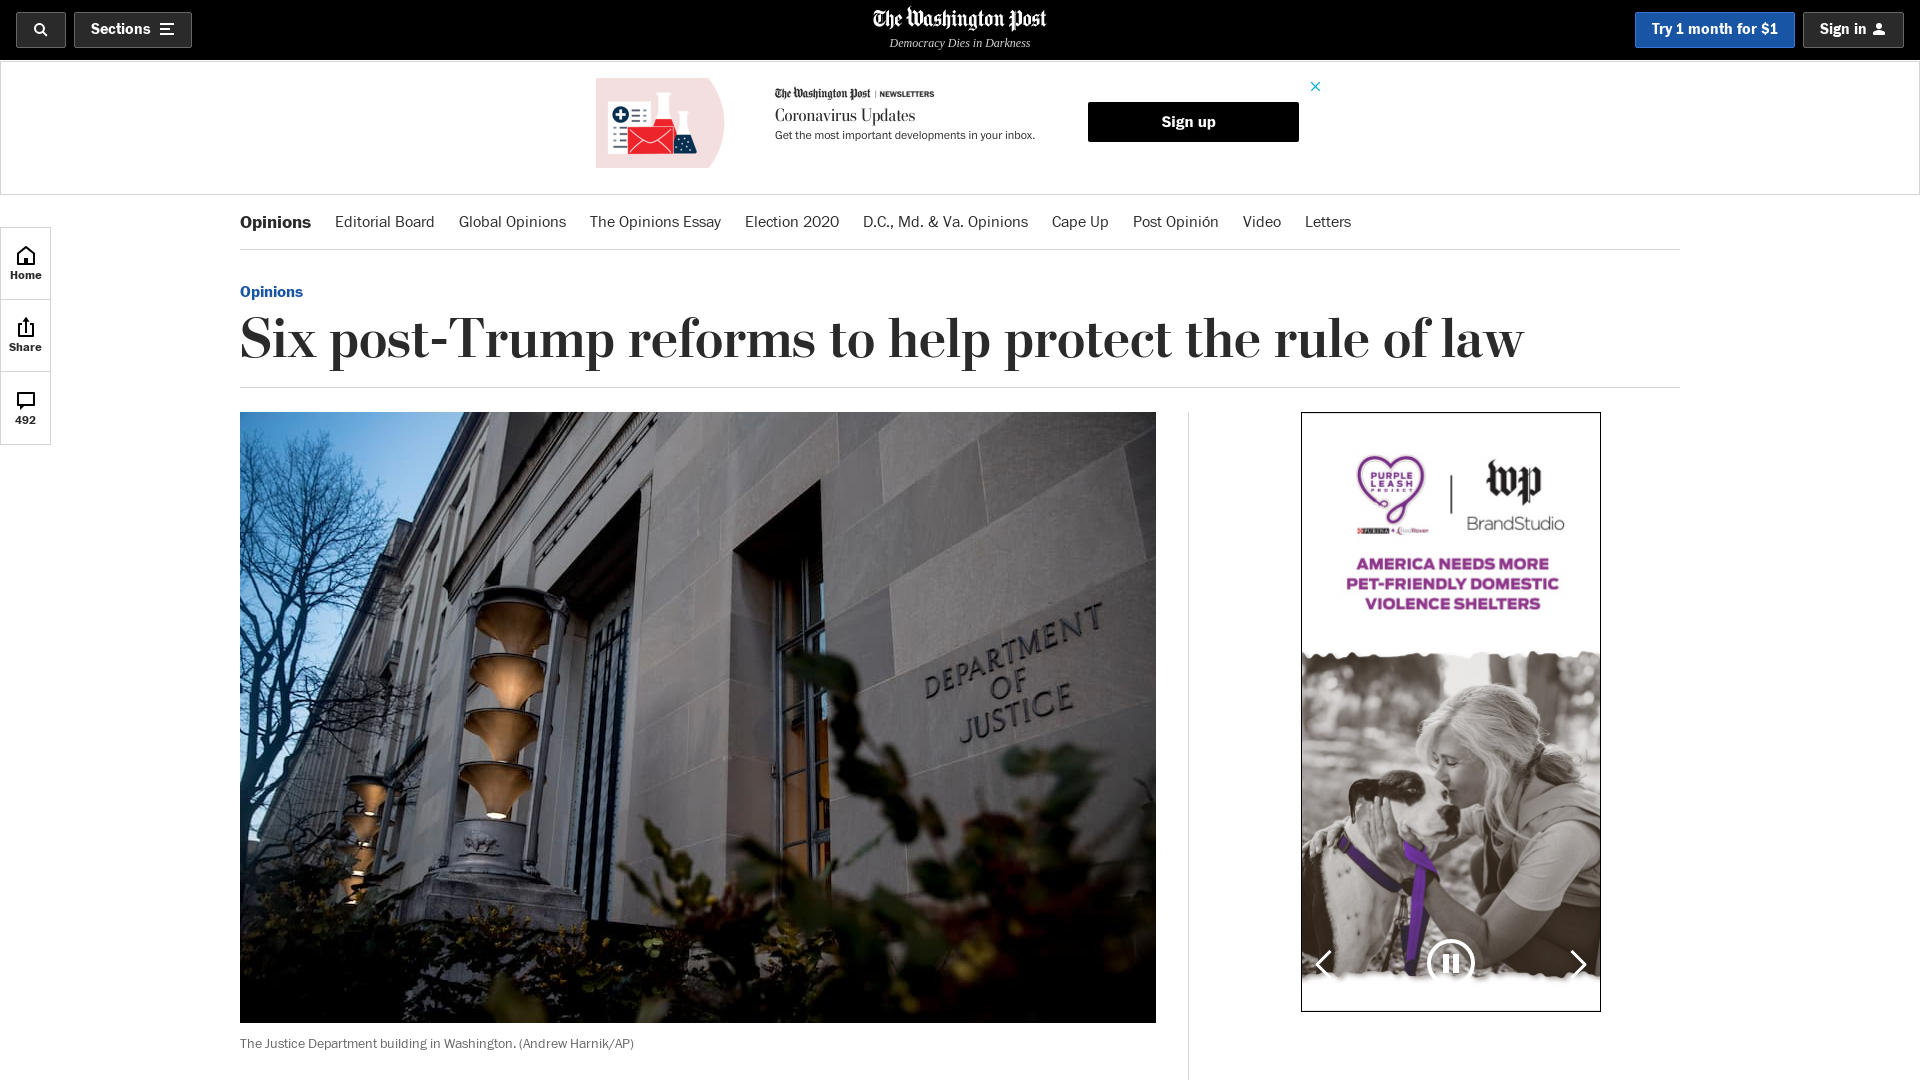 Sections
The Washington Post
Democracy Dies in Darkness
Try 1 month for $1
Sign in
The Washington Post | NEWSLETTERS
Coronavirus Updates
Get the most important developments in your inbox.
Sign up
Opinions
Editorial Board
Global Opinions
The Opinions Essay
Election 2020
D.C., Md. & Va. Opinions
Cape Up
Post Opinión
Video
Letters
Home
Share
492
Opinions
Six post-Trump reforms to help protect the rule of law
DEPARTMENT
OF
JUSTICE
The Justice Department building in Washington. (Andrew Harnik/AP)
PURPLE
LEASH
PROJECT
PURINA
wp
BrandStudio
AMERICA NEEDS MORE
PET-FRIENDLY DOMESTIC
VIOLENCE SHELTERS